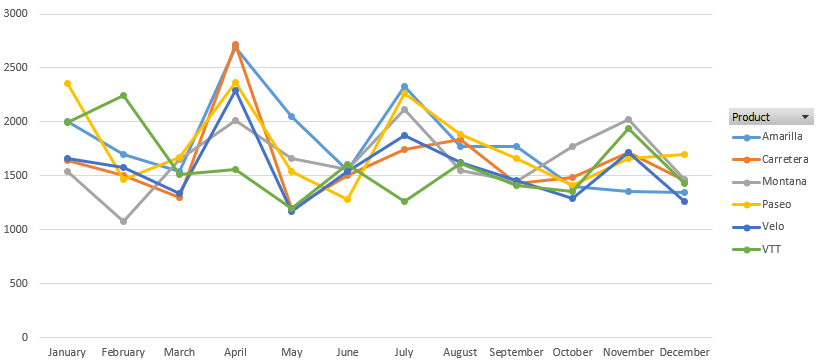 3000
2500
2000
1500
1000
500
0
January February March April May June July August September October November December
Product
Amarilla
Carretera
Montana
Paseo
Velo
VTT